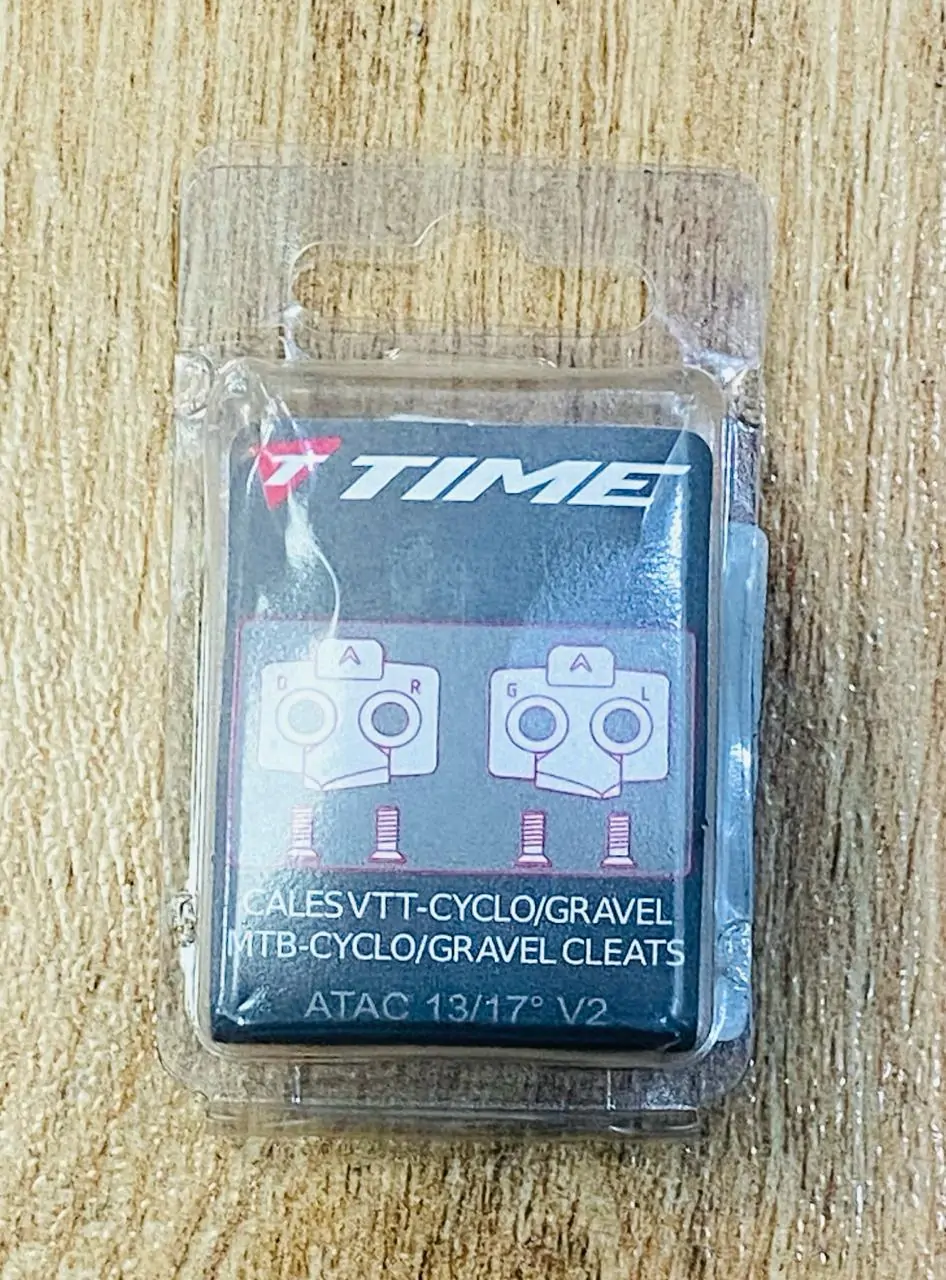 TIME
D R G L
CALES VTT-CYCLO/GRAVEL
MTB-CYCLO/GRAVEL CLEATS
ATAC 13/17° V2